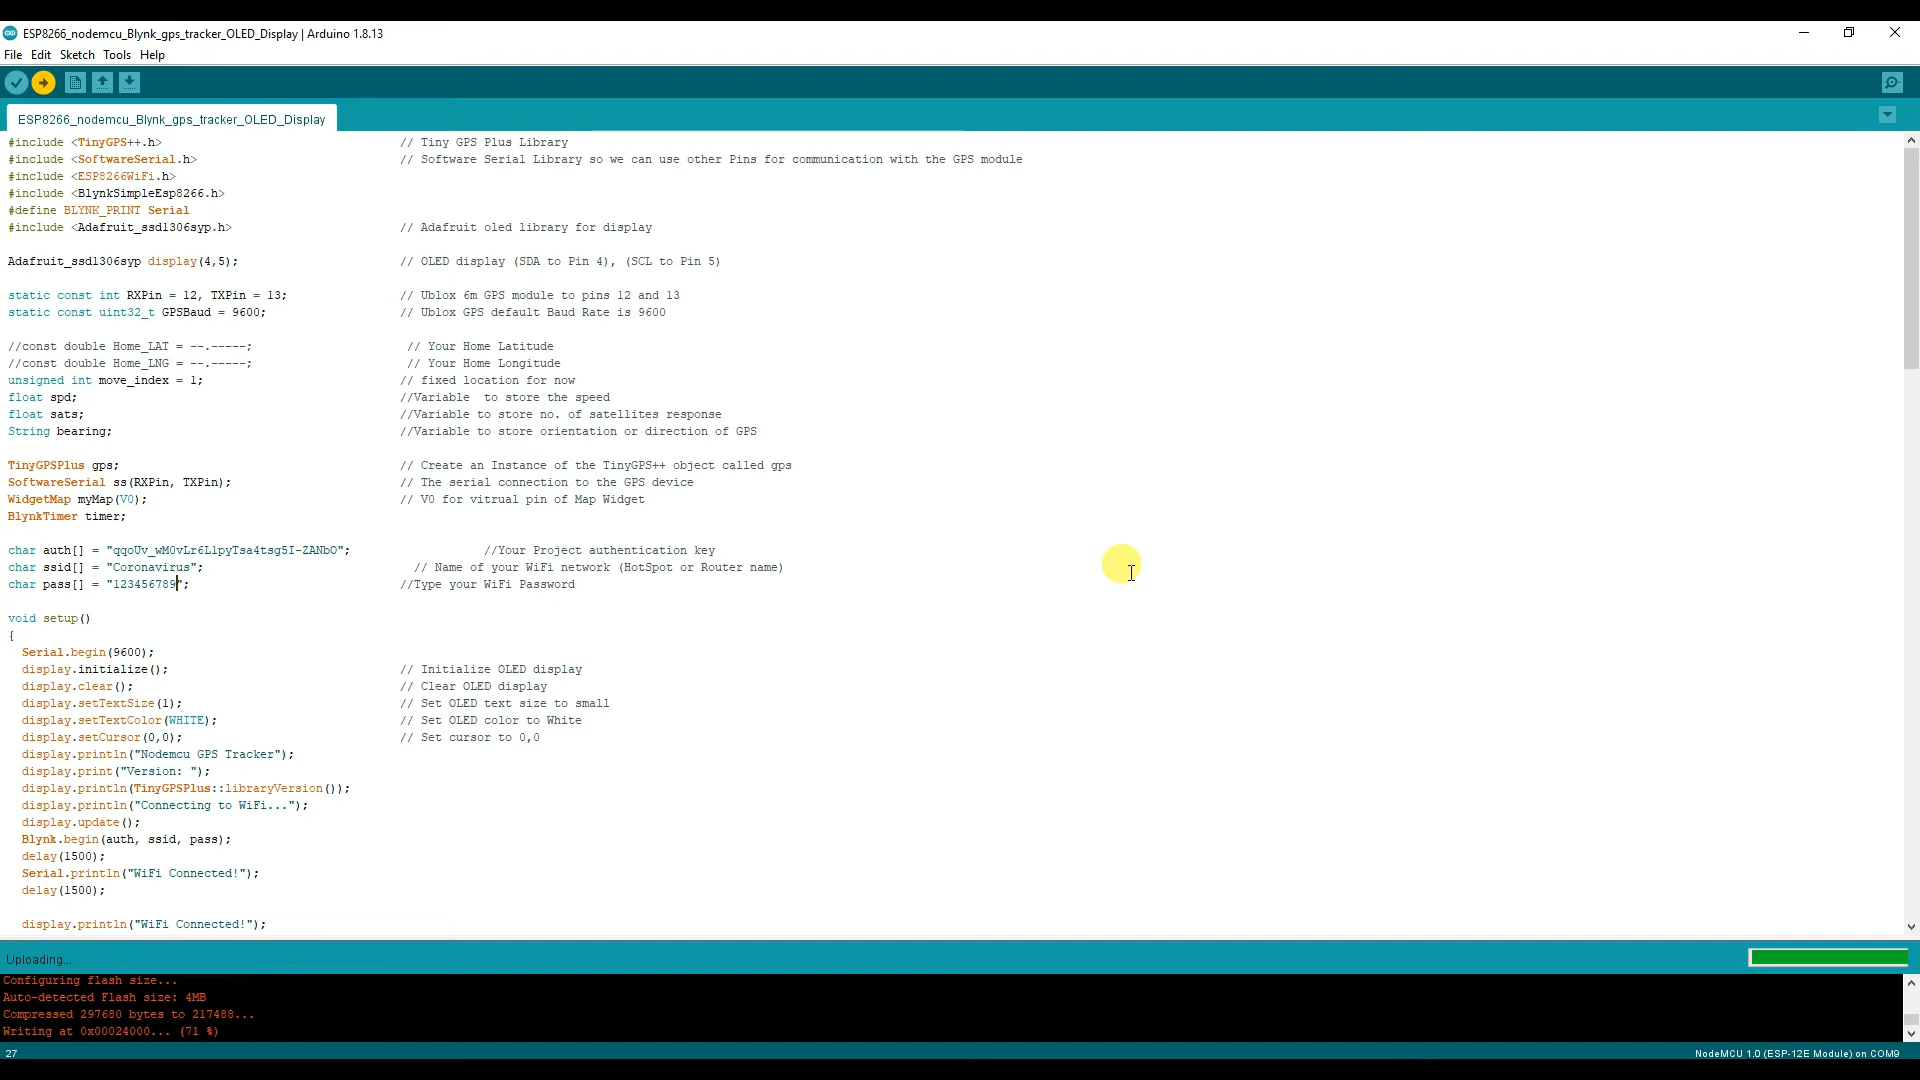 ESP8266_nodemcu_Blynk_gps_tracker_OLED_Display | Arduino 1.8.13
File Edit Sketch Tools Help
ESP8266_nodemcu_Blynk_gps_tracker_OLED_Display
#include <TinyGPS++.h> // Tiny GPS Plus Library
#include <SoftwareSerial.h> // Software Serial Library so we can use other Pins for communication with the GPS module
#include <ESP8266WiFi.h>
#include <BlynkSimpleEsp8266.h>
#define BLYNK_PRINT Serial
#include <Adafruit_ssd1306syp.h> // Adafruit oled library for display
Adafruit_ssd1306syp display(4,5); // OLED display (SDA to Pin 4), (SCL to Pin 5)
static const int RXPin = 12, TXPin = 13; // Ublox 6m GPS module to pins 12 and 13
static const uint32_t GPSBaud = 9600; // Ublox GPS default Baud Rate is 9600
//const double Home_LAT = --.-----; // Your Home Latitude
//const double Home_LNG = --.-----; // Your Home Longitude
unsigned int move_index = 1; // fixed location for now
float spd; //Variable  to store the speed
float sats; //Variable to store no. of satellites response
String bearing; //Variable to store orientation or direction of GPS
TinyGPSPlus gps; // Create an Instance of the TinyGPS++ object called gps
SoftwareSerial ss(RXPin, TXPin); // The serial connection to the GPS device
WidgetMap myMap(V0); // V0 for vitrual pin of Map Widget
BlynkTimer timer;
char auth[] = "qqoUv_wM0vLr6L1pyTsa4tsg5I-ZANbO"; //Your Project authentication key
char ssid[] = "Coronavirus"; // Name of your WiFi network (HotSpot or Router name)
char pass[] = "123456789"; //Type your WiFi Password
void setup()
{
Serial.begin(9600);
display.initialize(); // Initialize OLED display
display.clear(); // Clear OLED display
display.setTextSize(1); // Set OLED text size to small
display.setTextColor(WHITE); // Set OLED color to White
display.setCursor(0,0); // Set cursor to 0,0
display.println("Nodemcu GPS Tracker");
display.print("Version: ");
display.println(TinyGPSPlus::libraryVersion());
display.println("Connecting to WiFi...");
display.update();
Blynk.begin(auth, ssid, pass);
delay(1500);
Serial.println("WiFi Connected!");
delay(1500);
display.println("WiFi Connected!");
Uploading...
Configuring flash size...
Auto-detected Flash size: 4MB
Compressed 297680 bytes to 217488...
Writing at 0x00024000... (71 %)
27 NodeMCU 1.0 (ESP-12E Module) on COM9